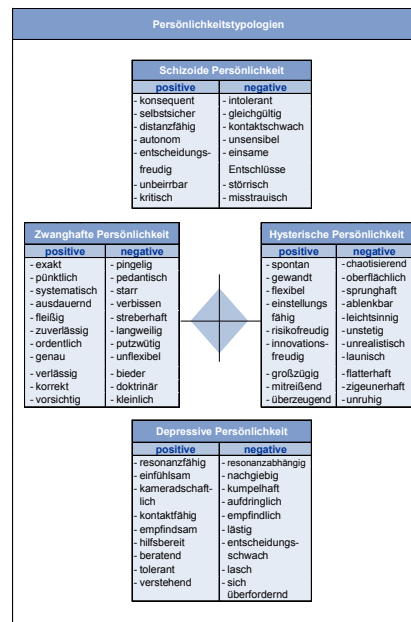 Persönlichkeitstypologien
Schizoide Persönlichkeit
positive negative
- konsequent - intolerant
- selbstsicher - gleichgültig
- distanzfähig - kontaktschwach
- autonom - unsensibel
- entscheidungs- - einsame
freudig Entschlüsse
- unbeirrbar - störrisch
- kritisch - misstrauisch
Zwanghafte Persönlichkeit
positive negative
- exakt - pingelig
- pünktlich - pedantisch
- systematisch - starr
- ausdauernd - verbissen
- fleißig - streberhaft
- zuverlässig - langweilig
- ordentlich - putzwütig
- genau - unflexibel
- verlässig - bieder
- korrekt - doktrinär
- vorsichtig - kleinlich
Hysterische Persönlichkeit
positive negative
- spontan - chaotisierend
- gewandt - oberflächlich
- flexibel - sprunghaft
- einstellungs - ablenkbar
fähig - leichtsinnig
- risikofreudig - unstetig
- innovations- - unrealistisch
freudig - launisch
- großzügig - flatterhaft
- mitreißend - zigeunerhaft
- überzeugend - unruhig
Depressive Persönlichkeit
positive negative
- resonanzfähig - resonanzabhängig
- einfühlsam - nachgiebig
- kameradschaft- - kumpelhaft
lich - aufdringlich
- kontaktfähig - empfindlich
- empfindsam - lästig
- hilfsbereit - entscheidungs-
- beratend schwach
- tolerant - lasch
- verstehend - sich
überfordernd